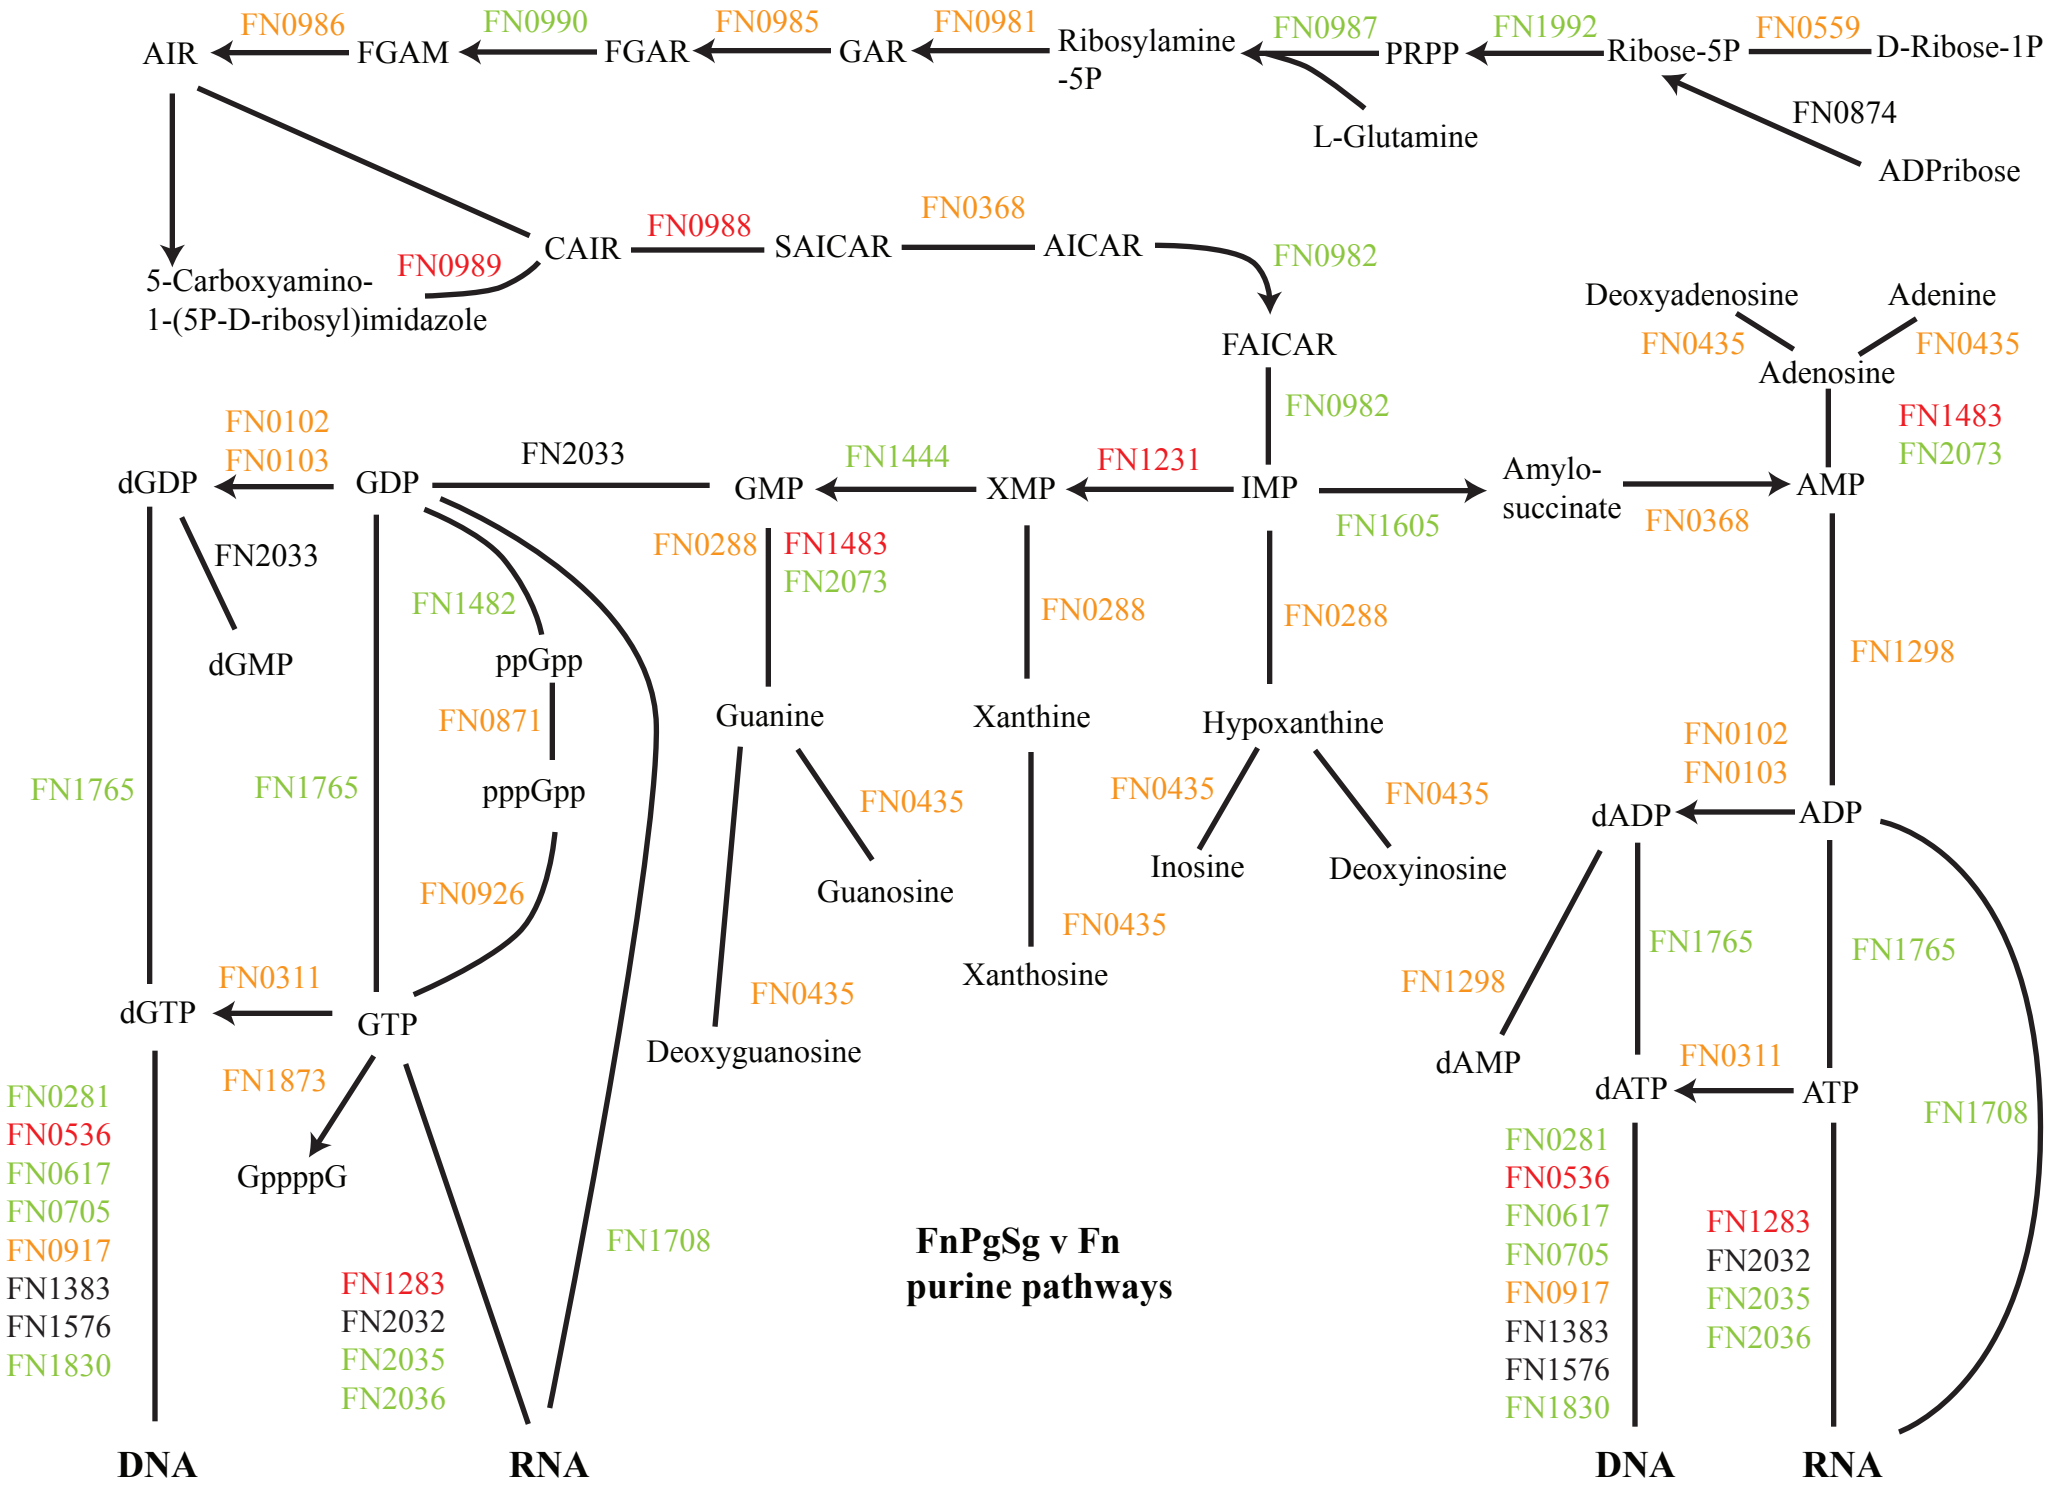 FN0986
FN0990
FN0985
FN0981
FN0987
FN1992
FN0559
AIR
FGAM
FGAR
GAR
Ribosylamine
-5P
PRPP
Ribose-5P
D-Ribose-1P
L-Glutamine
FN0874
ADPribose
FN0989
CAIR
FN0988
SAICAR
FN0368
AICAR
FN0982
5-Carboxyamino-
1-(5P-D-ribosyl)imidazole
FAICAR
FN0982
Deoxyadenosine
Adenine
FN0435
FN0435
Adenosine
FN1483
FN2073
FN0102
FN0103
dGDP
GDP
FN2033
GMP
FN1444
XMP
FN1231
IMP
FN1605
Amylo-
succinate
FN0368
AMP
FN2033
dGMP
FN1482
ppGpp
FN0871
pppGpp
FN0926
FN0288
FN1483
FN2073
FN0288
FN0288
FN1298
Guanine
Xanthine
Hypoxanthine
FN1765
FN1765
FN0435
FN0435
FN0435
FN0102
FN0103
dADP
ADP
Guanosine
Inosine
Deoxyinosine
FN0435
Xanthosine
FN0435
Deoxyguanosine
FN1298
dAMP
FN1765
FN1765
FN0311
dGTP
GTP
FN1873
GppppG
FN0311
dATP
ATP
FN1708
FN0281
FN0536
FN0617
FN0705
FN0917
FN1383
FN1576
FN1830
FN1283
FN2032
FN2035
FN2036
FN1708
FnPgSg v Fn
purine pathways
FN0281
FN0536
FN0617
FN0705
FN0917
FN1383
FN1576
FN1830
FN1283
FN2032
FN2035
FN2036
DNA
RNA
DNA
RNA